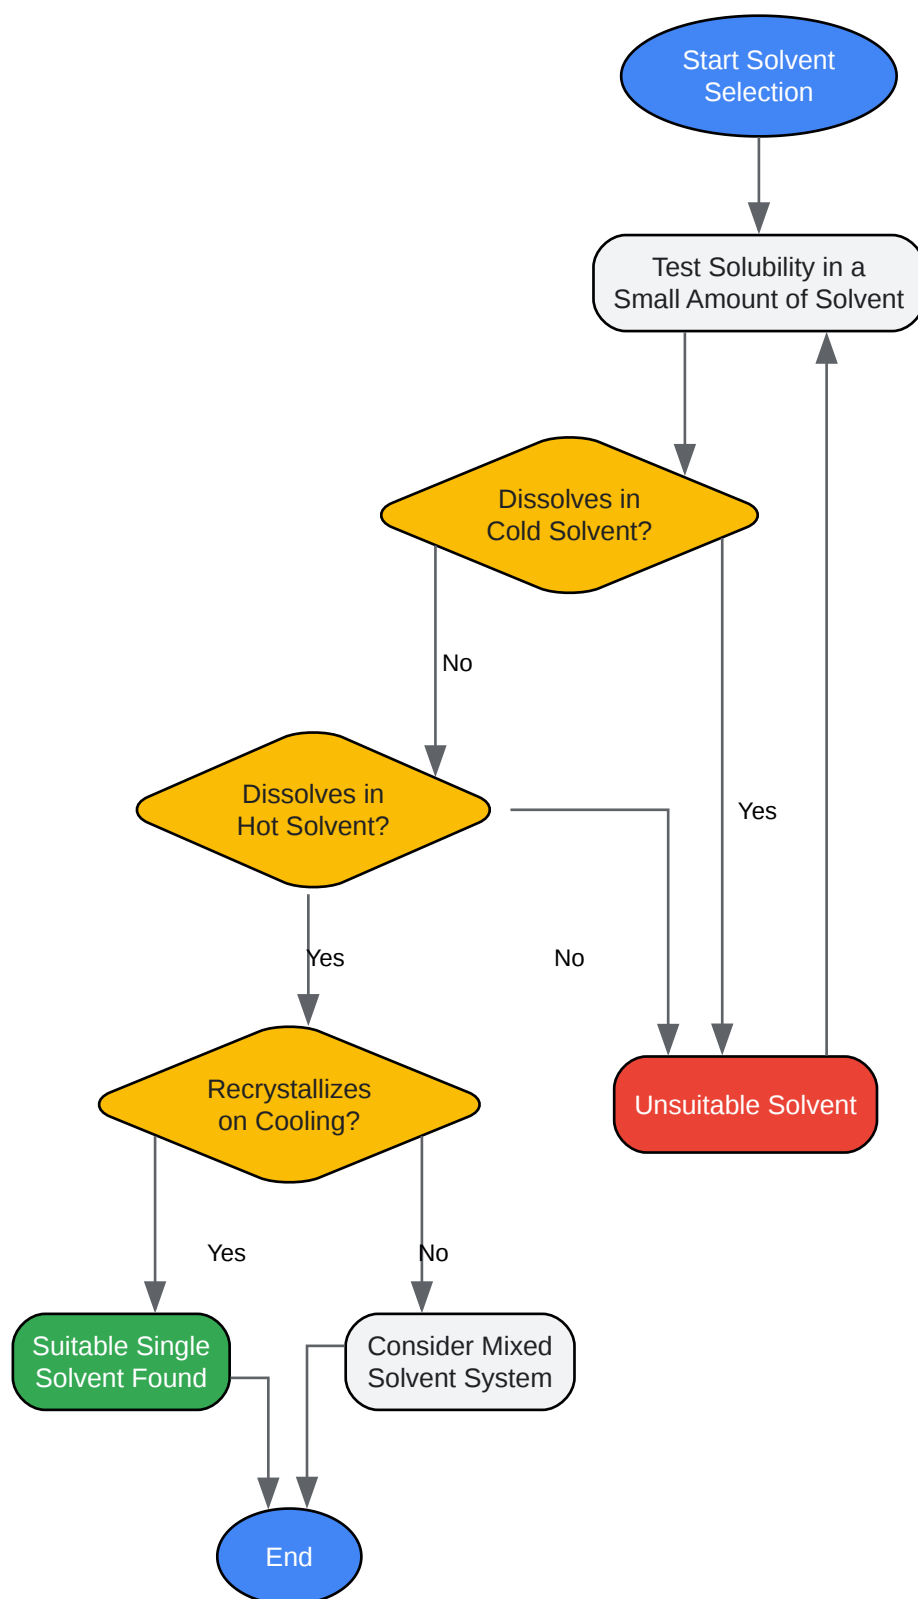 Start Solvent
Selection
Test Solubility in a
Small Amount of Solvent
Dissolves in
Cold Solvent?
No
Dissolves in
Hot Solvent?
Yes
Yes
No
Recrystallizes
on Cooling?
Unsuitable Solvent
Yes
No
Suitable Single
Solvent Found
Consider Mixed
Solvent System
End